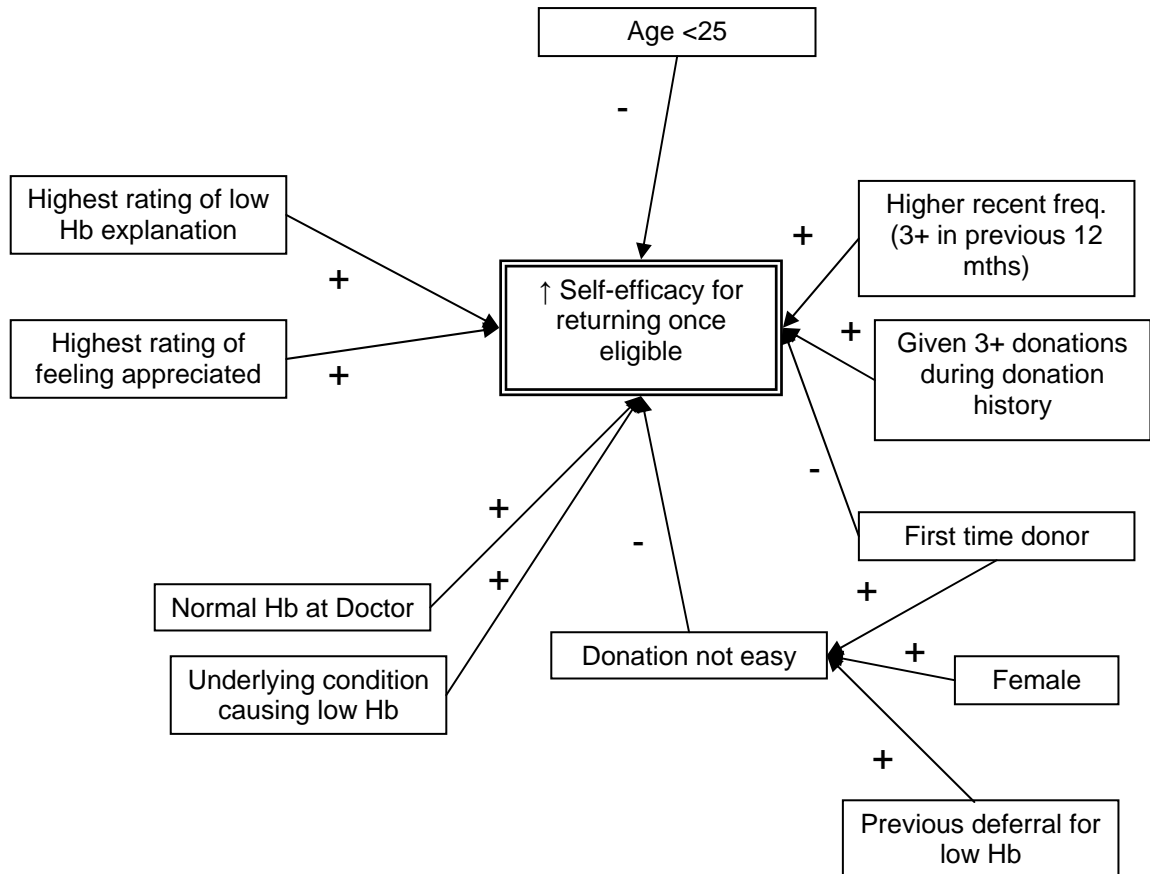 Age <25
-
Highest rating of low
Hb explanation
+
Highest rating of
feeling appreciated
+
↑ Self-efficacy for
returning once
eligible
Higher recent freq.
(3+ in previous 12
mths)
+
Given 3+ donations
during donation
history
+
-
First time donor
+
Normal Hb at Doctor
+
Underlying condition
causing low Hb
+
-
Donation not easy
+
Female
+
Previous deferral for
low Hb